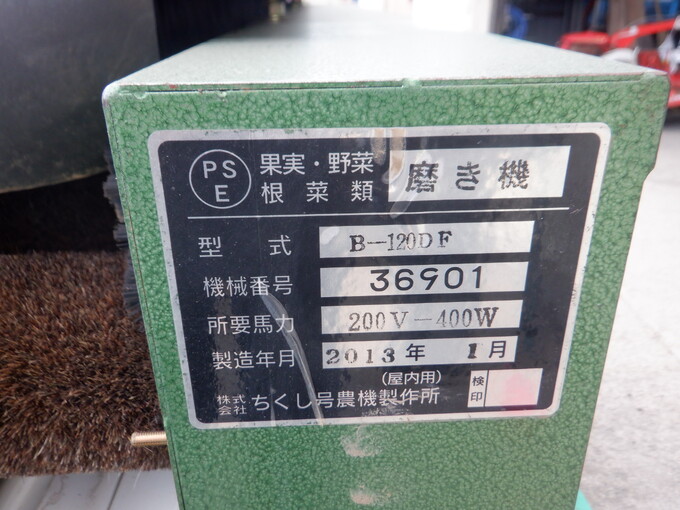 PS
E
果実・野菜
根菜類
磨き機
型式 B-120DF
機械番号 36901
所要馬力 200V-400W
製造年月 2013年 1月
(屋内用)
検印
株式会社 ちくし号農機製作所